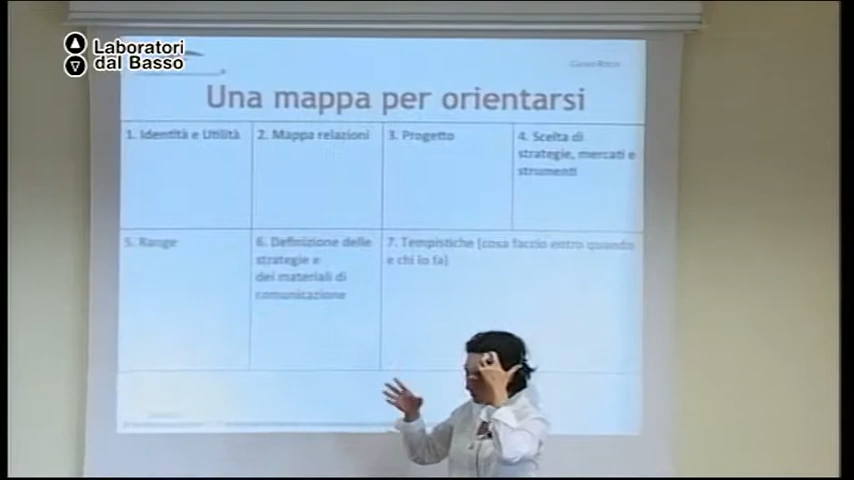 Laboratori
dal Basso
Una mappa per orientarsi
1. Identità e Utilità
2. Mappa relazioni
3. Progetto
4. Scelta di
strategie, mercati e
strumenti
5. Range
6. Definizione delle
strategie e
dei materiali di
comunicazione
7. Tempistiche (cosa faccio entro quando
e chi lo fa)